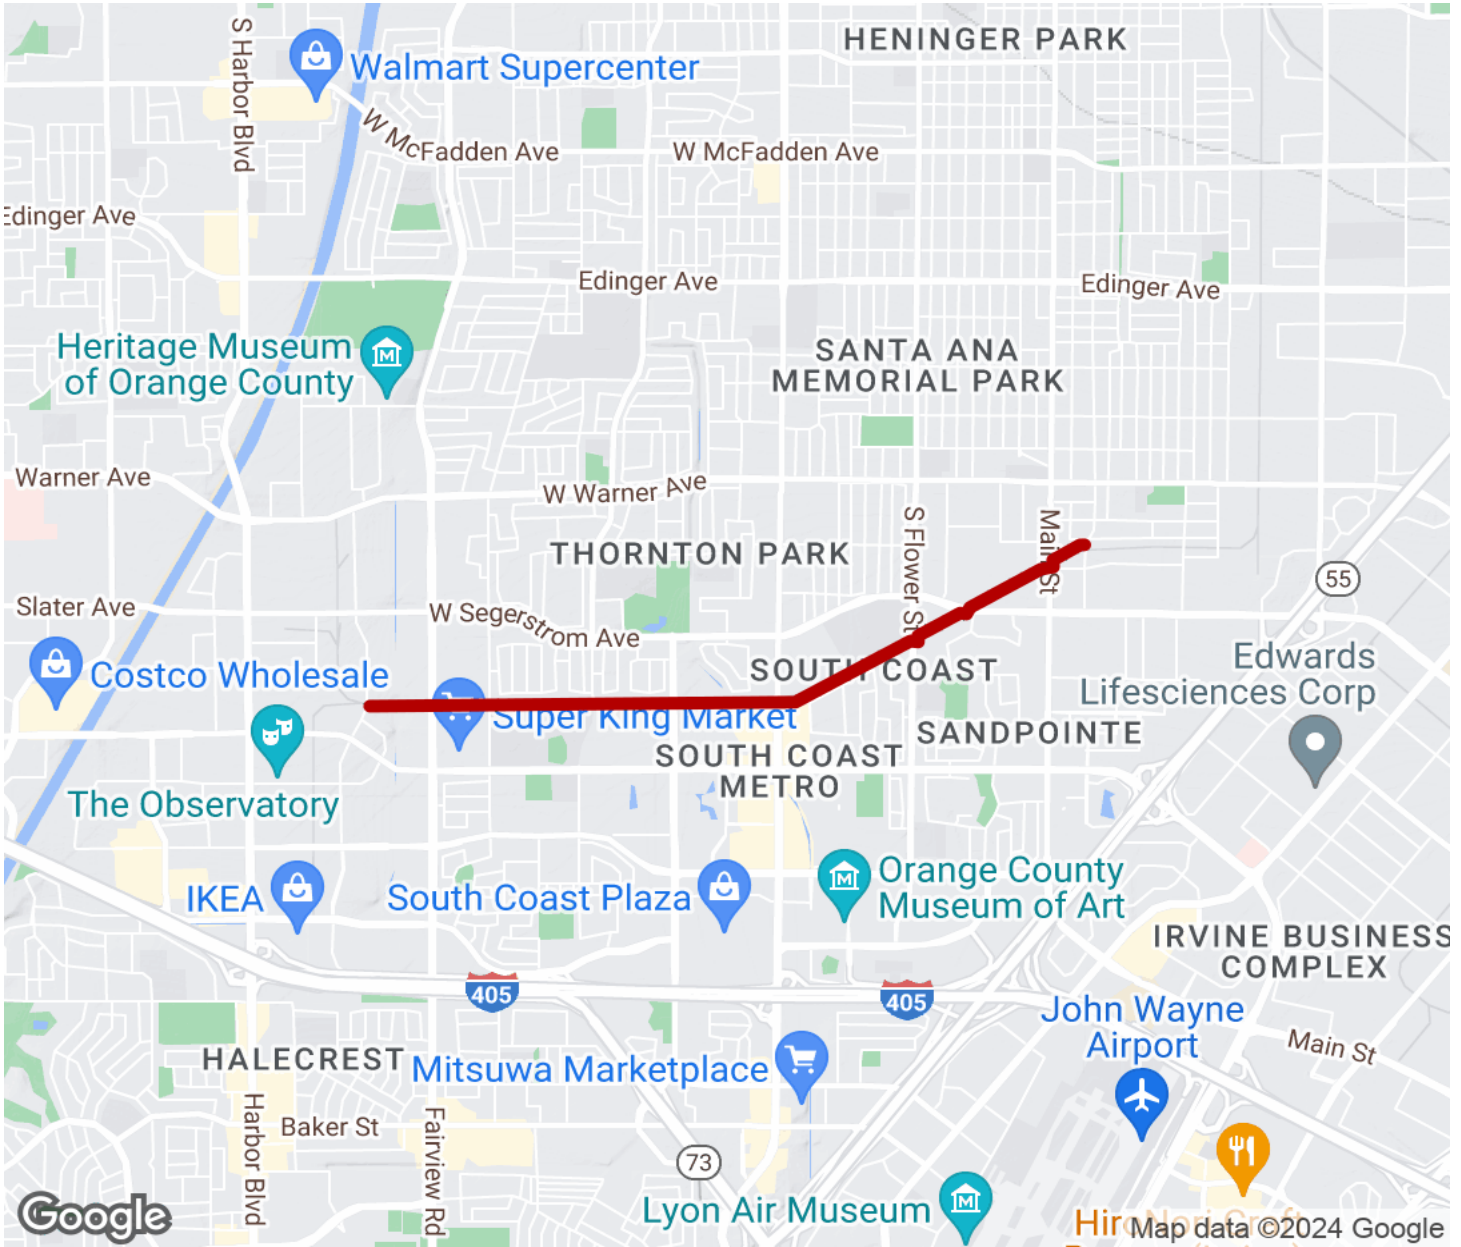 HENINGER PARK
S Harbor Blvd
Walmart Supercenter
W McFadden Ave
W McFadden Ave
Edinger Ave
Edinger Ave
Edinger Ave
Heritage Museum
of Orange County
SANTA ANA
MEMORIAL PARK
Warner Ave
W Warner Ave
S Flower St
Main St
THORNTON PARK
55
Slater Ave
W Segerstrom Ave
Costco Wholesale
SOUTH COAST
Edwards
Lifesciences Corp
Super King Market
SANDPOINTE
SOUTH COAST
METRO
The Observatory
IKEA
South Coast Plaza
Orange County
Museum of Art
IRVINE BUSINESS
COMPLEX
405
405
John Wayne
Airport
Main St
HALECREST
Mitsuwa Marketplace
Harbor Blvd
Baker St
Fairview Rd
73
Lyon Air Museum
Google
Map data ©2024 Google